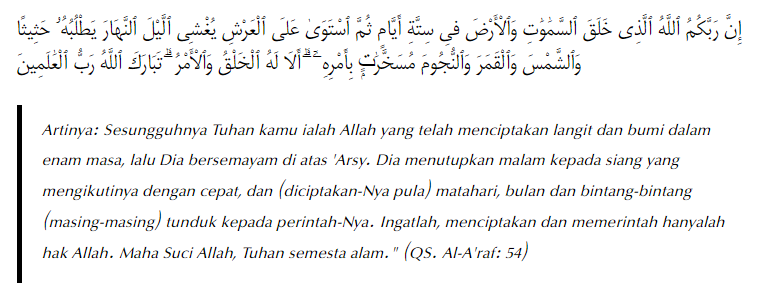 إِنَّ رَبَّكُمُ اللَّهُ ٱلَّذِى خَلَقَ ٱلسَّمَٰوَٰتِ وَٱلْأَرْضَ فِى سِتَّةِ أَيَّامٍ ثُمَّ ٱسْتَوَىٰ عَلَى ٱلْعَرْشِ يُغْشِى ٱلَّيْلَ ٱلنَّهَارَ يَطْلُبُهُۥ حَثِيثًا
وَٱلشَّمْسَ وَٱلْقَمَرَ وَٱلنُّجُومَ مُسَخَّرَٰتٍۭ بِأَمْرِهِۦٓ ۗ أَلَا لَهُ ٱلْخَلْقُ وَٱلْأَمْرُ ۗ تَبَارَكَ اللَّهُ رَبُّ ٱلْعَٰلَمِينَ
Artinya: Sesungguhnya Tuhan kamu ialah Allah yang telah menciptakan langit dan bumi dalam
enam masa, lalu Dia bersemayam di atas 'Arsy. Dia menutupkan malam kepada siang yang
mengikutinya dengan cepat, dan (diciptakan-Nya pula) matahari, bulan dan bintang-bintang
(masing-masing) tunduk kepada perintah-Nya. Ingatlah, menciptakan dan memerintah hanyalah
hak Allah. Maha Suci Allah, Tuhan semesta alam." (QS. Al-A'raf: 54)